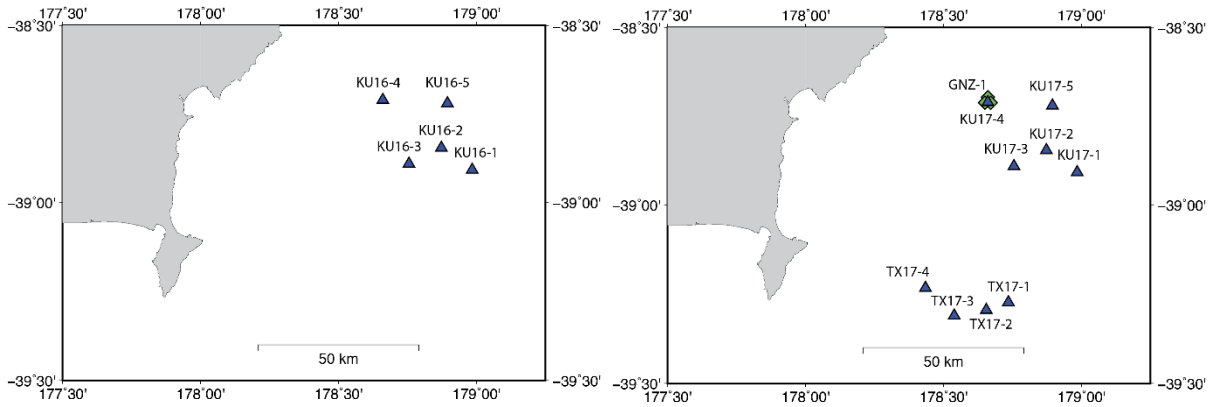 177˚30' 178˚00' 178˚30' 179˚00'
−38˚30' −38˚30'
KU16-4 KU16-5
KU16-2
KU16-3 KU16-1
−39˚00' −39˚00'
50 km
−39˚30' −39˚30'
177˚30' 178˚00' 178˚30' 179˚00'
177˚30' 178˚00' 178˚30' 179˚00'
−38˚30' −38˚30'
GNZ-1 KU17-5
KU17-4
KU17-2
KU17-3 KU17-1
−39˚00' −39˚00'
TX17-4
TX17-3 TX17-1
TX17-2
50 km
−39˚30' −39˚30'
177˚30' 178˚00' 178˚30' 179˚00'